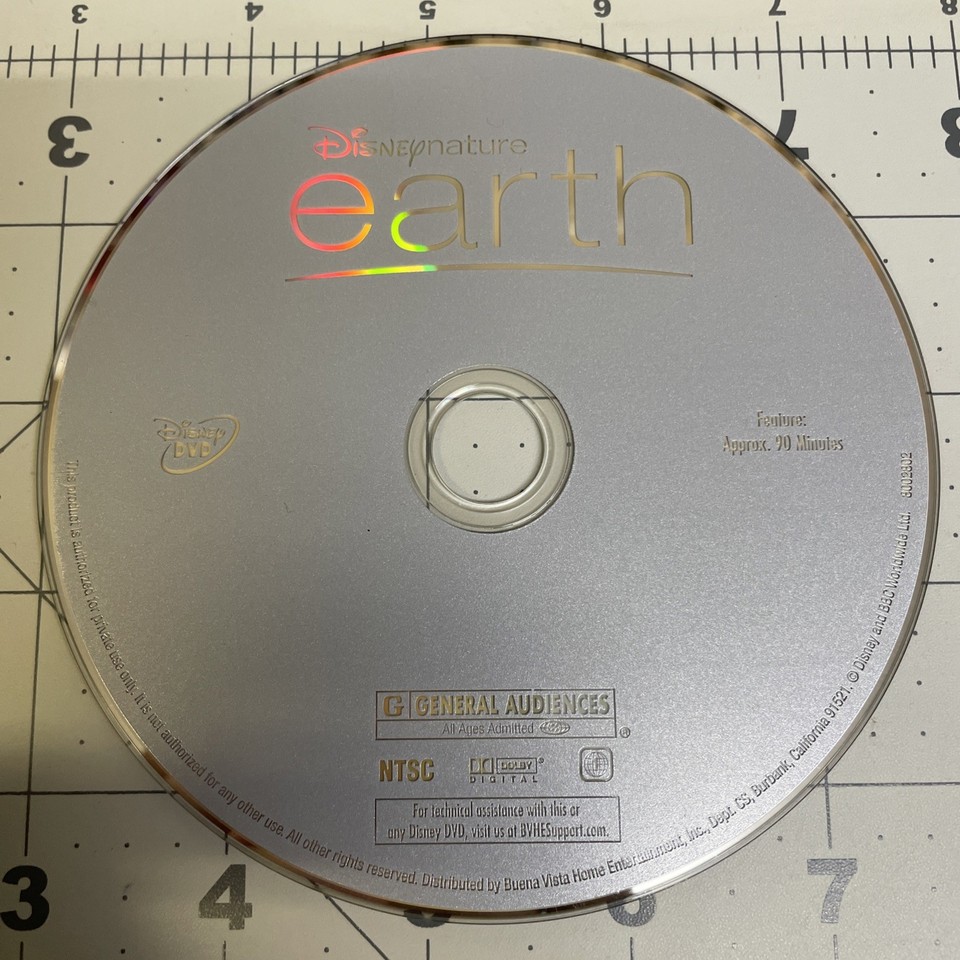 3 4 5 6 7 8
3 7
Disneynature
earth
Disney
DVD
Feature:
Approx. 90 Minutes
G GENERAL AUDIENCES
All Ages Admitted
®
NTSC DOLBY®
DIGITAL
For technical assistance with this or
any Disney DVD, visit us at BVHESupport.com.
This product is authorized for private use only. It is not authorized for any other use. All other rights reserved. Distributed by Buena Vista Home Entertainment, Inc., Dept. CS, Burbank, California 91521. © Disney and BBC Worldwide Ltd. 8002802
3 4 5 6 7